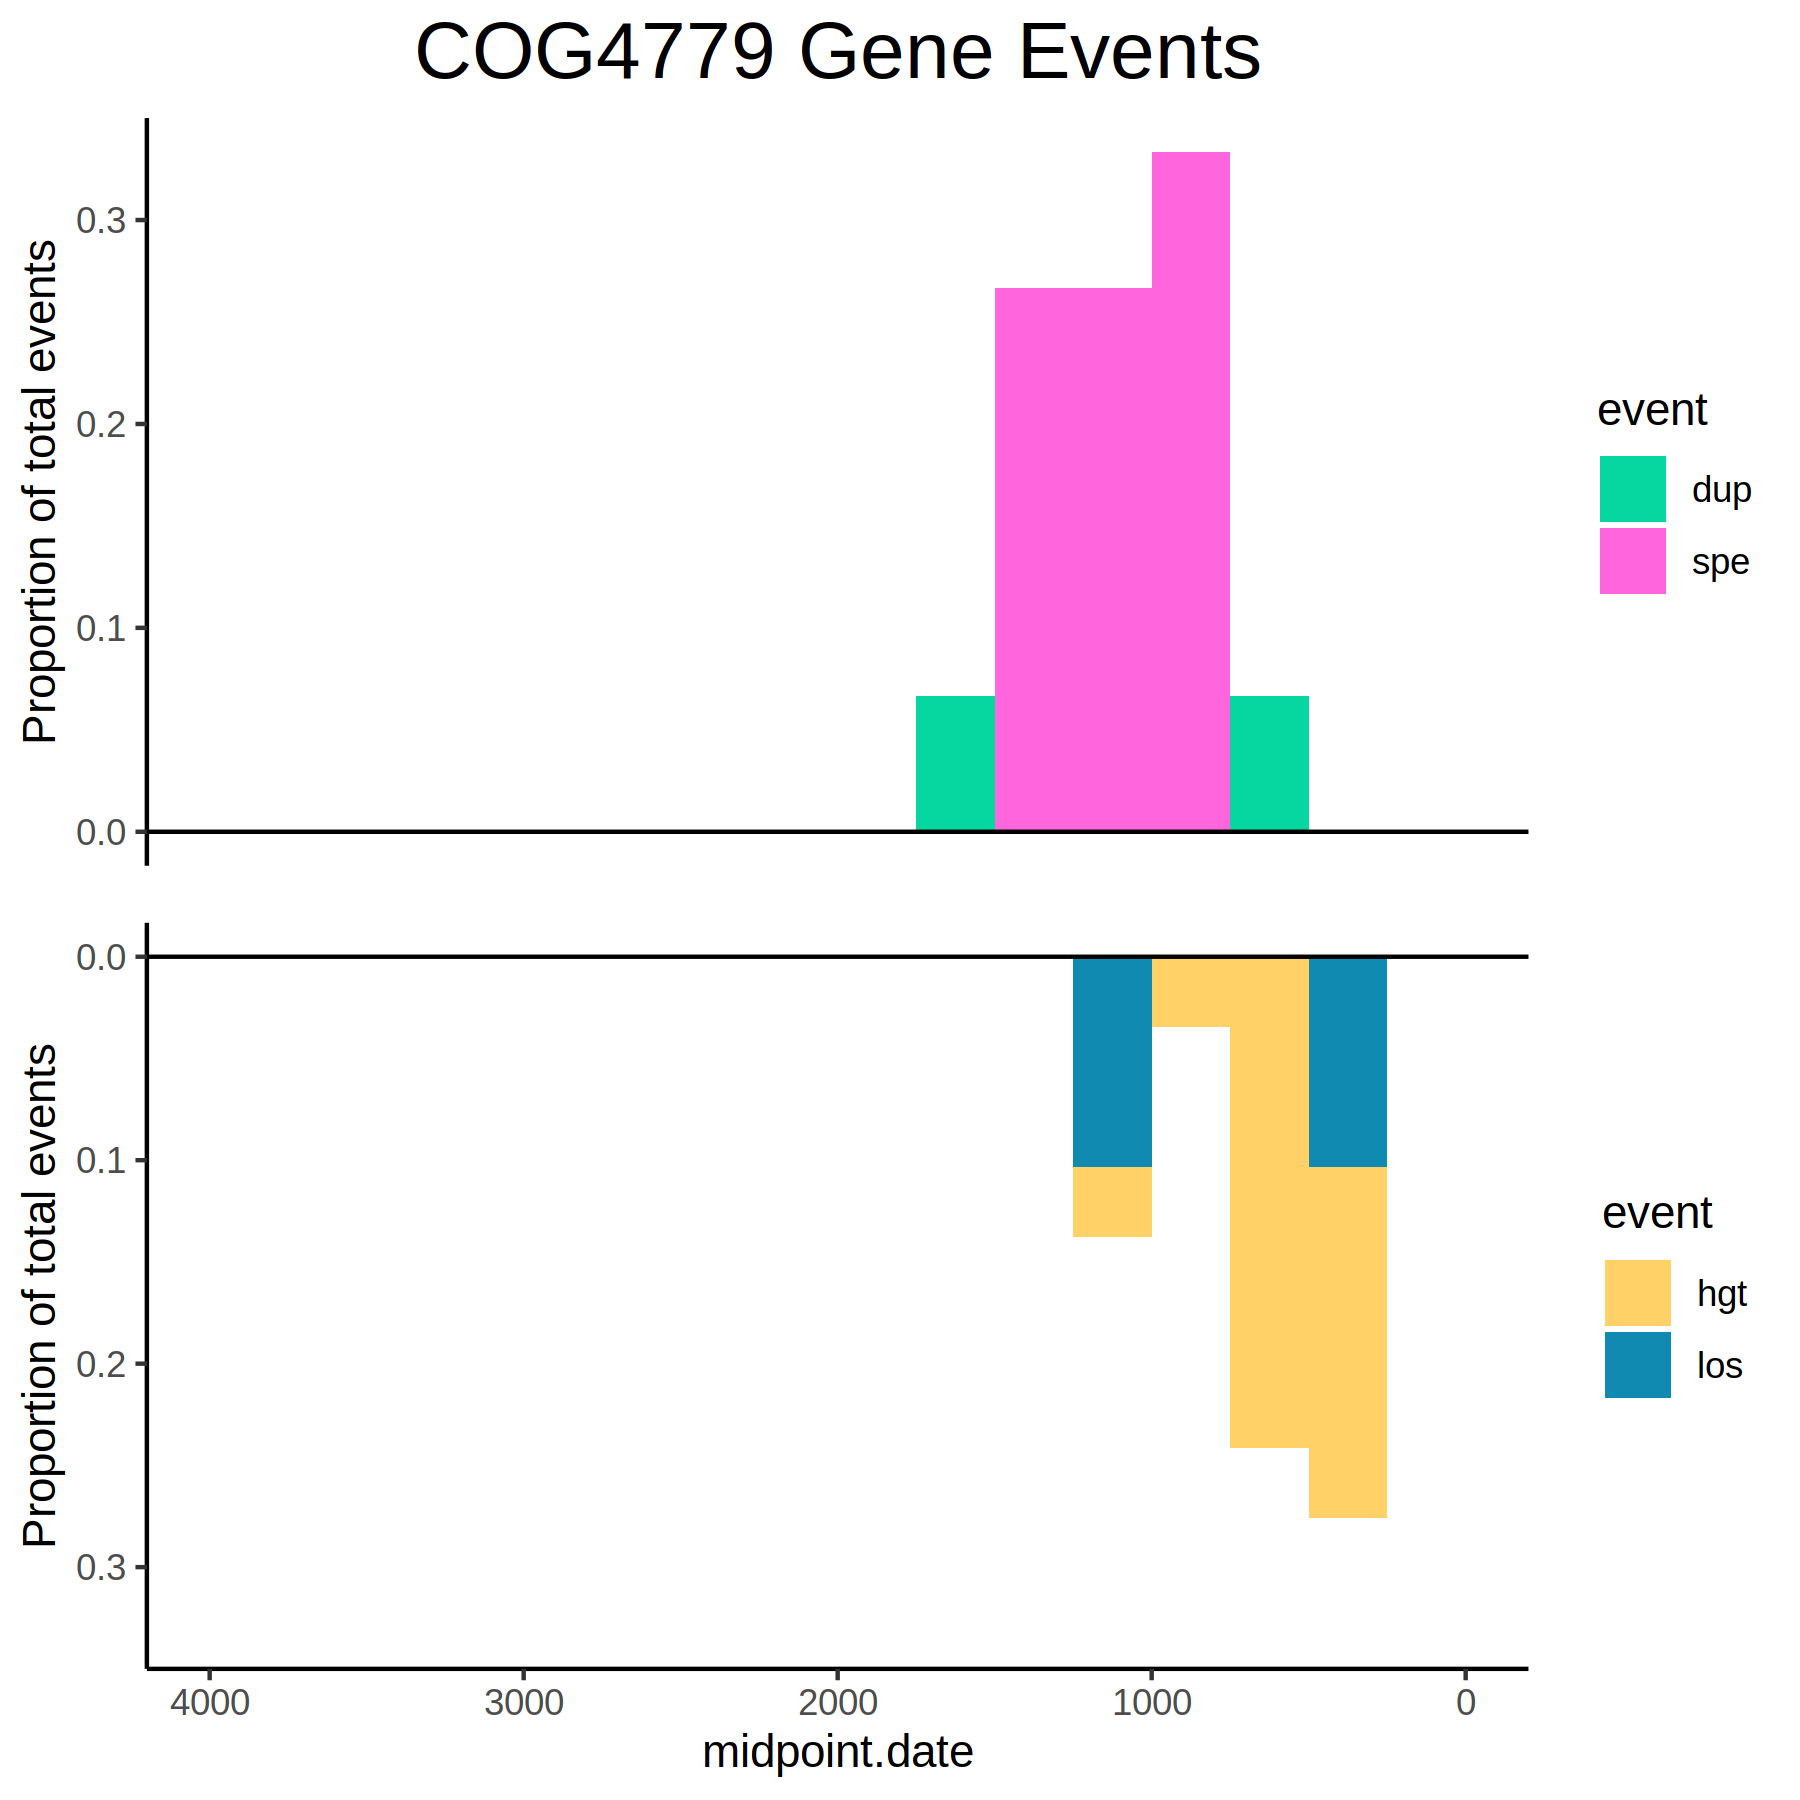 COG4779 Gene Events
Proportion of total events
0.3
0.2
0.1
0.0
event
dup
spe
Proportion of total events
0.0
0.1
0.2
0.3
event
hgt
los
4000 3000 2000 1000 0
midpoint.date